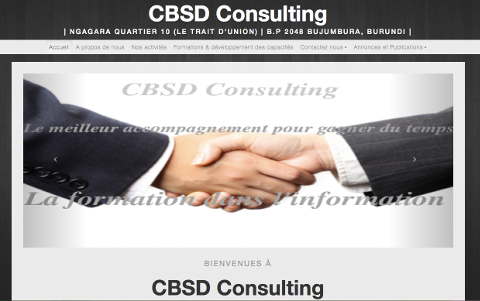 CBSD Consulting
| NGAGARA QUARTIER 10 (LE TRAIT D'UNION) | B.P 2048 BUJUMBURA, BURUNDI |
Accueil A propos de nous Nos activités Formations & développement des capacités Contactez nous Annonces et Publications
CBSD Consulting
Le meilleur accompagnement pour gagner du temps
La formation dans l'information
BIENVENUES À
CBSD Consulting